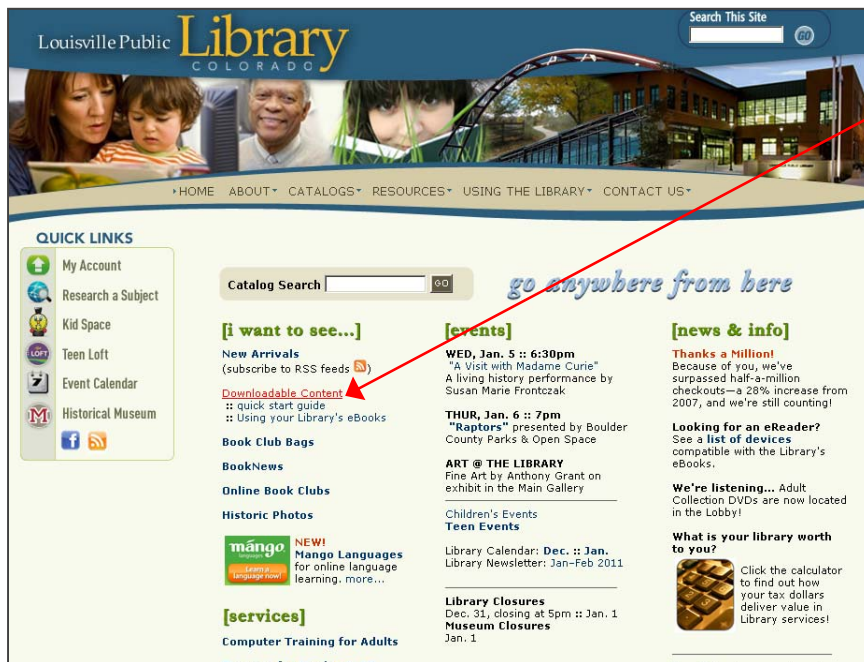 Louisville Public Library
COLORADO
Search This Site
GO
HOME ABOUT CATALOGS RESOURCES USING THE LIBRARY CONTACT US
QUICK LINKS
My Account
Research a Subject
Kid Space
Teen Loft
Event Calendar
Historical Museum
Catalog Search GO
go anywhere from here
[i want to see...]
New Arrivals
(subscribe to RSS feeds)
Downloadable Content
:: quick start guide
:: Using your Library's eBooks
Book Club Bags
BookNews
Online Book Clubs
Historic Photos
mango
languages
Learn a
language now!
NEW!
Mango Languages
for online language
learning. more...
[services]
Computer Training for Adults
[events]
WED, Jan. 5 :: 6:30pm
"A Visit with Madame Curie"
A living history performance by
Susan Marie Frontczak
THUR, Jan. 6 :: 7pm
"Raptors" presented by Boulder
County Parks & Open Space
ART @ THE LIBRARY
Fine Art by Anthony Grant on
exhibit in the Main Gallery
Children's Events
Teen Events
Library Calendar: Dec. :: Jan.
Library Newsletter: Jan-Feb 2011
Library Closures
Dec. 31, closing at 5pm :: Jan. 1
Museum Closures
Jan. 1
[news & info]
Thanks a Million!
Because of you, we've
surpassed half-a-million
checkouts—a 28% increase from
2007, and we're still counting!
Looking for an eReader?
See a list of devices
compatible with the Library's
eBooks.
We're listening... Adult
Collection DVDs are now located
in the Lobby!
What is your library worth
to you?
Click the calculator
to find out how
your tax dollars
deliver value in
Library services!